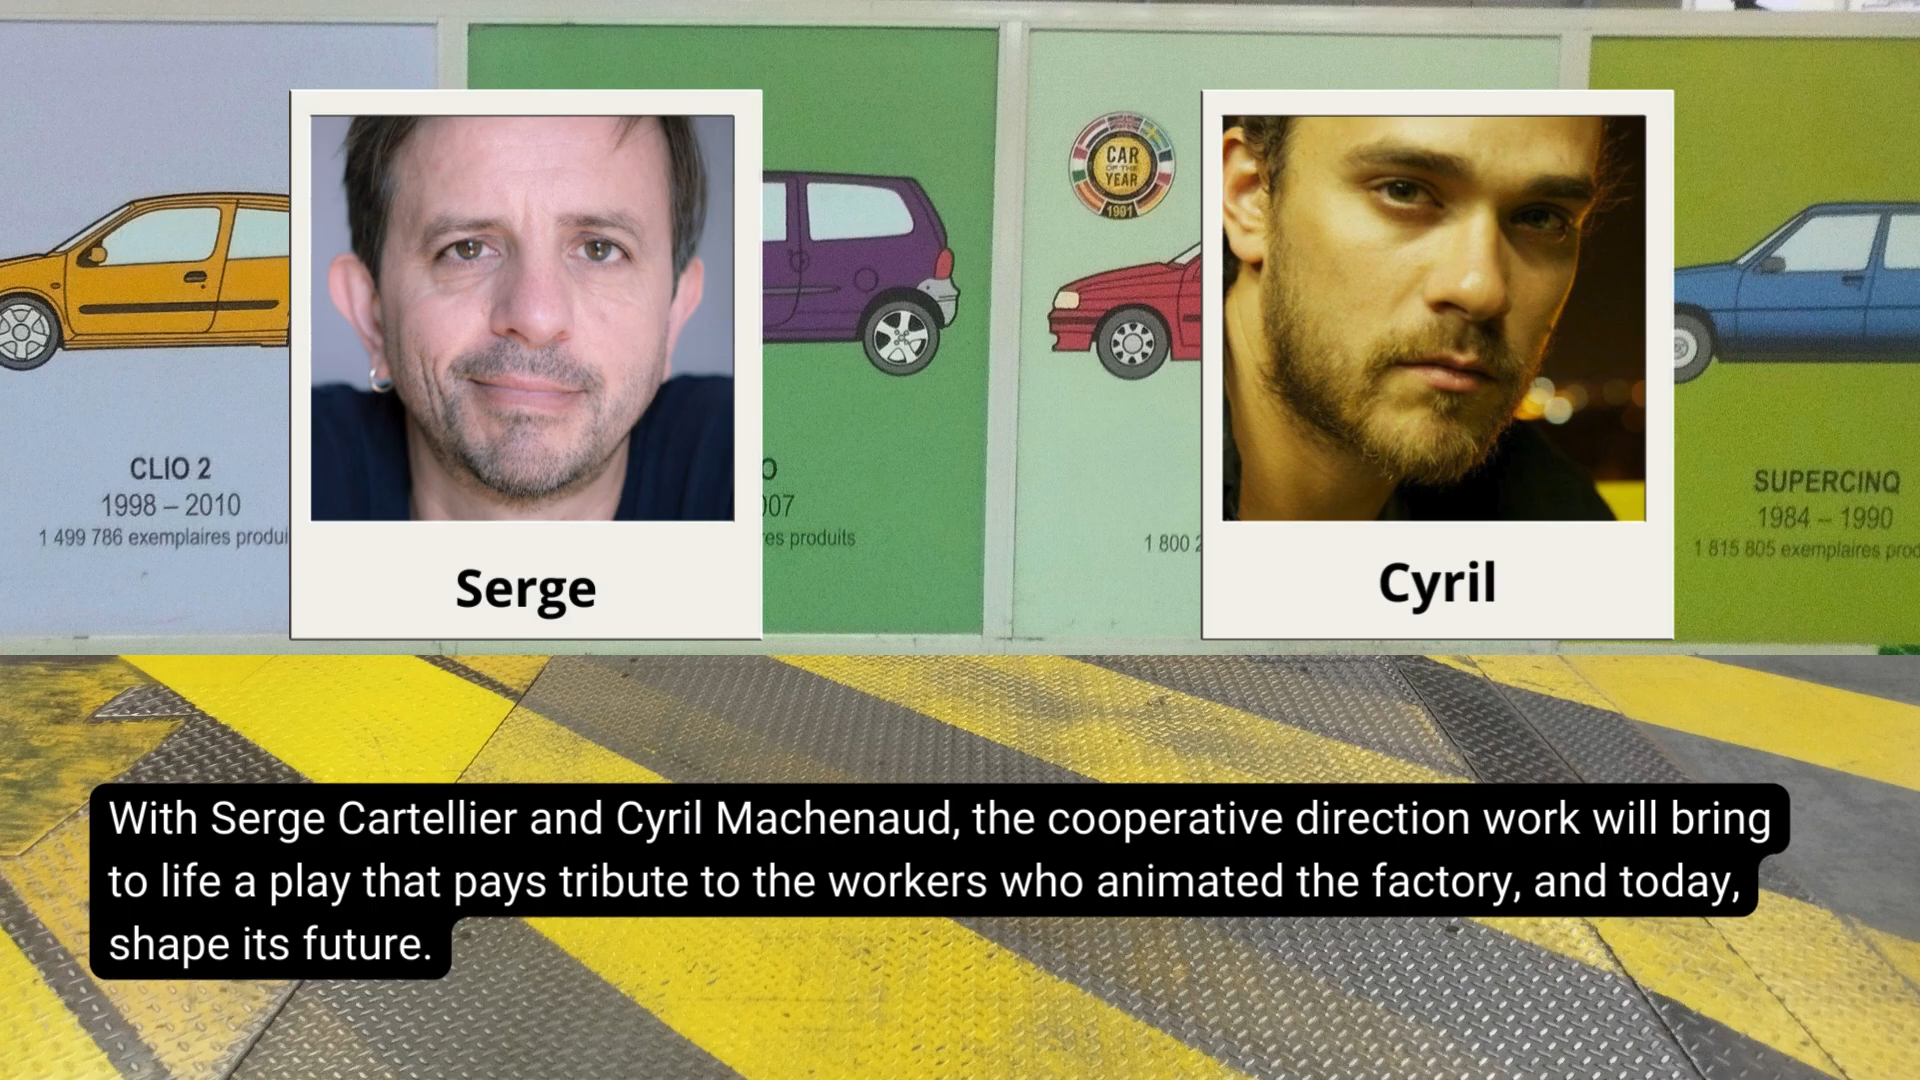 CAR
OF THE
YEAR
1991
CLIO 2
1998 – 2010
1 499 786 exemplaires produi
O
007
res produits
1 800 2
SUPERCINQ
1984 – 1990
1 815 805 exemplaires prod
Serge
Cyril
With Serge Cartellier and Cyril Machenaud, the cooperative direction work will bring
to life a play that pays tribute to the workers who animated the factory, and today,
shape its future.